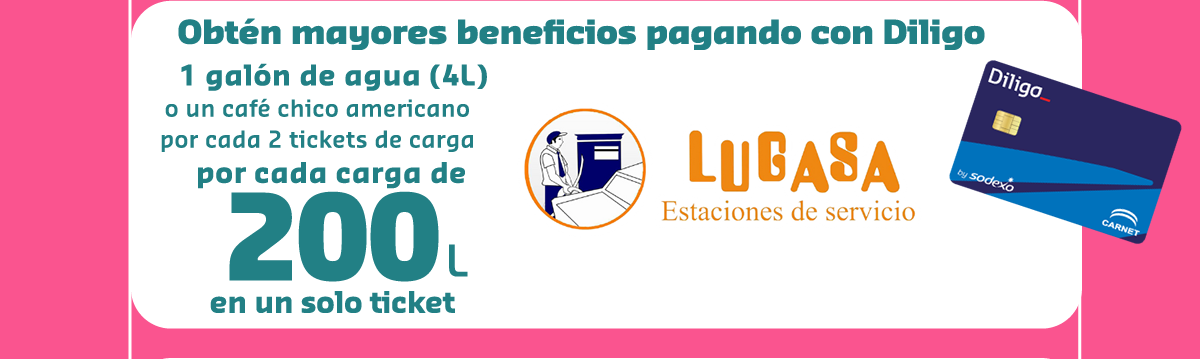 Obtén mayores beneficios pagando con Diligo
1 galón de agua (4L)
o un café chico americano
por cada 2 tickets de carga
por cada carga de
200 L
en un solo ticket
LUGASA
Estaciones de servicio
Diligo_
by sodexo
CARNET